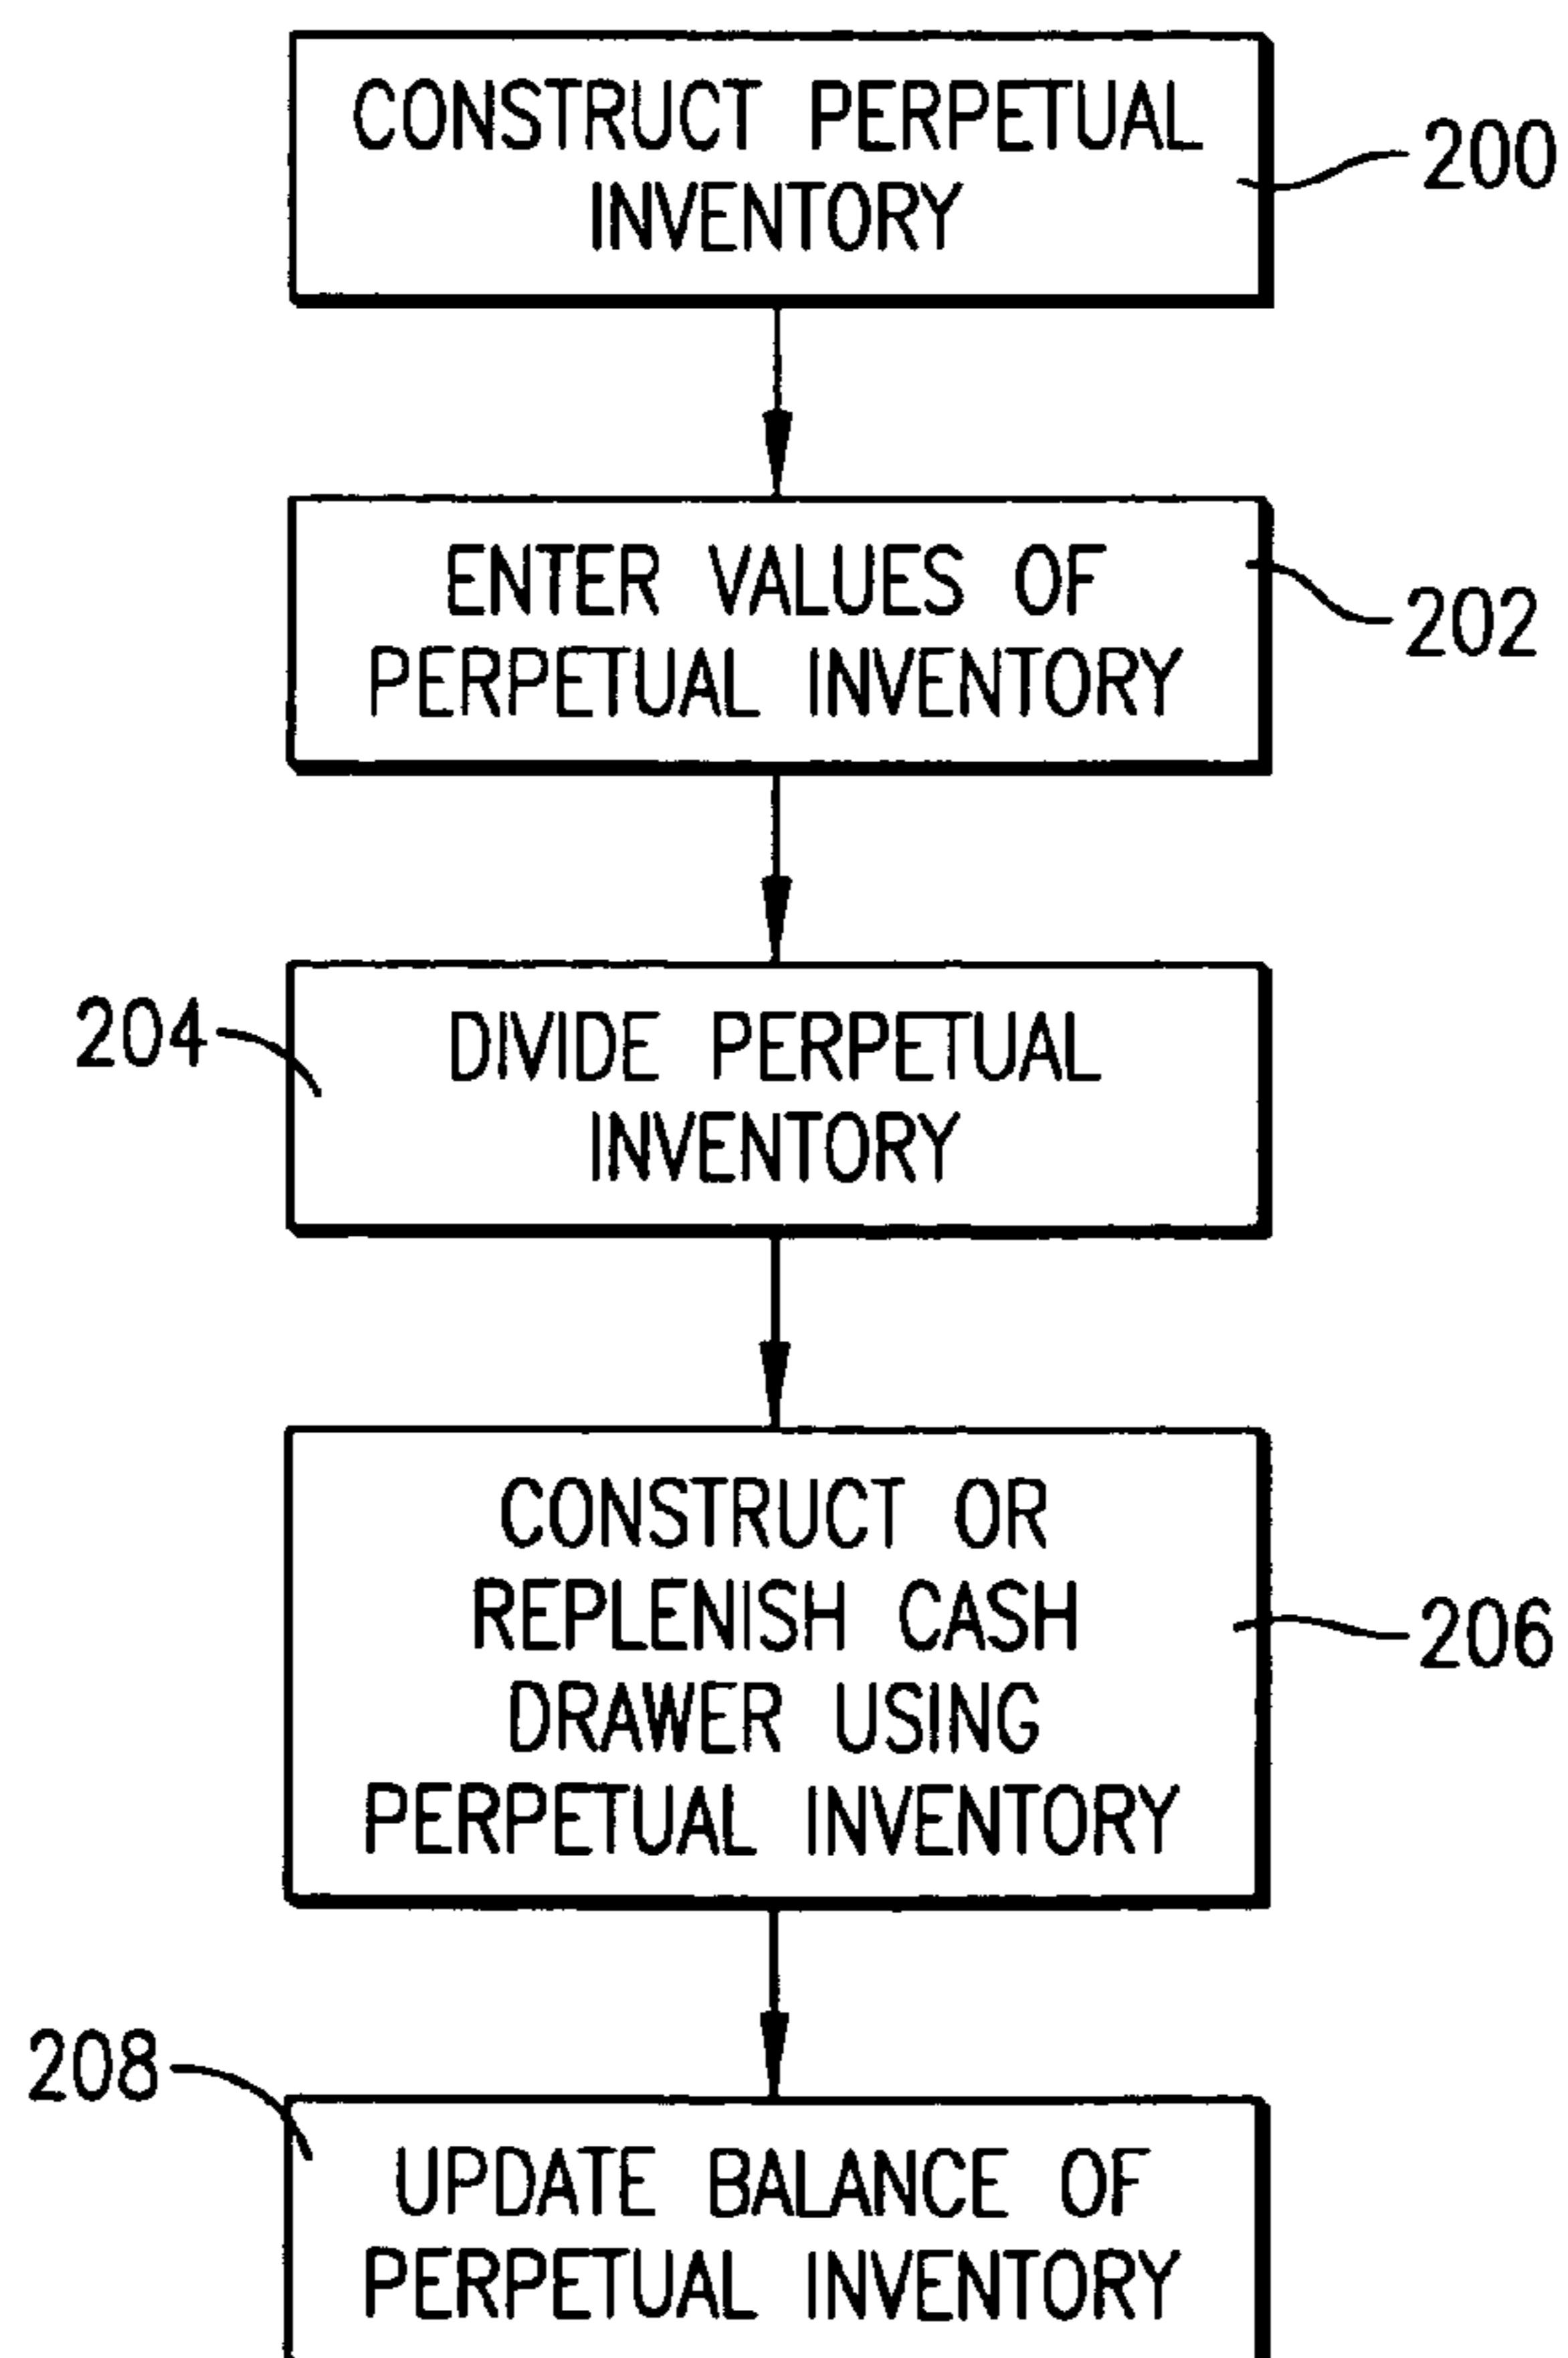 CONSTRUCT PERPETUAL
INVENTORY
200
ENTER VALUES OF
PERPETUAL INVENTORY
202
204
DIVIDE PERPETUAL
INVENTORY
CONSTRUCT OR
REPLENISH CASH
DRAWER USING
PERPETUAL INVENTORY
206
208
UPDATE BALANCE OF
PERPETUAL INVENTORY